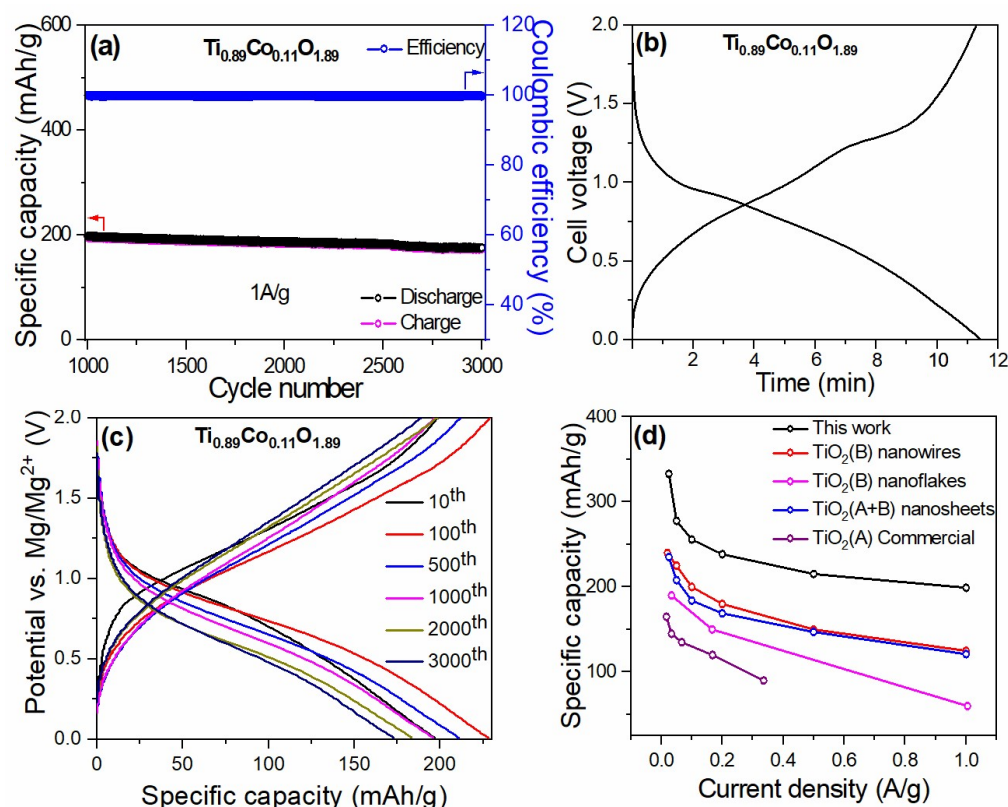 (a)
Ti0.89Co0.11O1.89
Efficiency
1A/g
Discharge
Charge
Specific capacity (mAh/g)
600
400
200
0
Coulombic efficiency (%)
120
100
80
60
40
1000
1500
2000
2500
3000
Cycle number
(b)
Ti0.89Co0.11O1.89
Cell voltage (V)
2.0
1.5
1.0
0.5
0.0
2
4
6
8
10
12
Time (min)
(c)
Ti0.89Co0.11O1.89
10th
100th
500th
1000th
2000th
3000th
Potential vs. Mg/Mg2+ (V)
2.0
1.5
1.0
0.5
0.0
0
50
100
150
200
Specific capacity (mAh/g)
(d)
This work
TiO2(B) nanowires
TiO2(B) nanoflakes
TiO2(A+B) nanosheets
TiO2(A) Commercial
Specific capacity (mAh/g)
400
300
200
100
0.0
0.2
0.4
0.6
0.8
1.0
Current density (A/g)